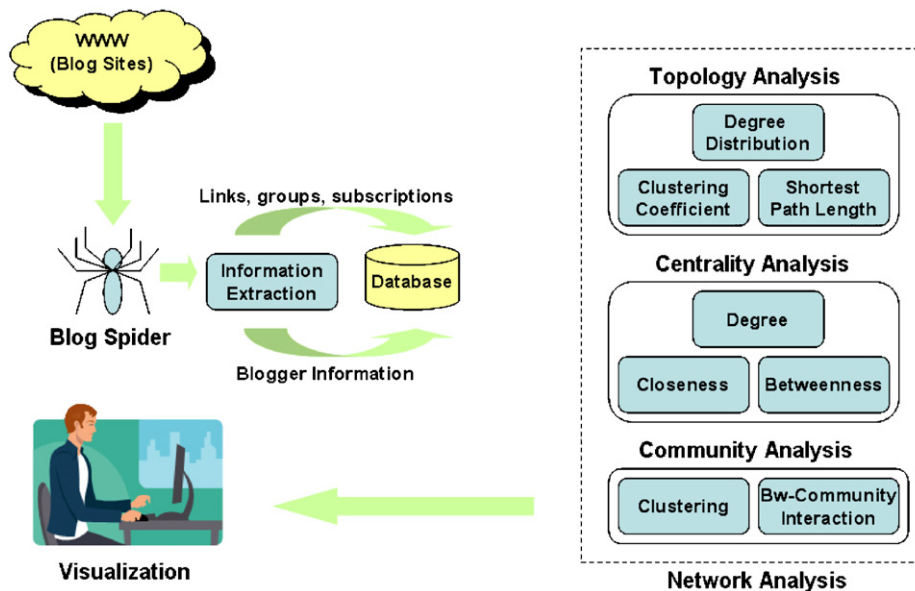 WWW
(Blog Sites)
Links, groups, subscriptions
Information
Extraction
Database
Blog Spider
Blogger Information
Visualization
Topology Analysis
Degree
Distribution
Clustering
Coefficient
Shortest
Path Length
Centrality Analysis
Degree
Closeness
Betweenness
Community Analysis
Clustering
Bw-Community
Interaction
Network Analysis